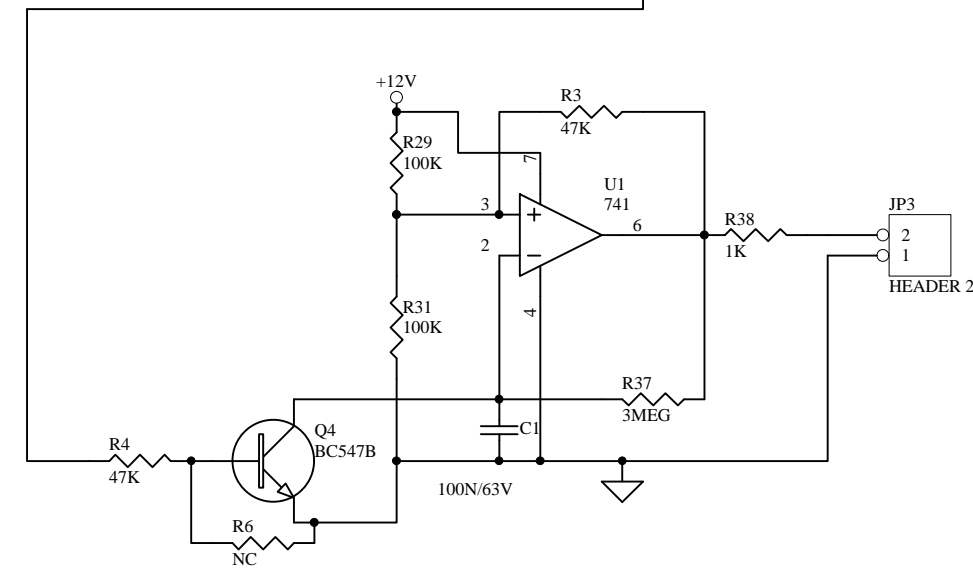 +12V
R3
47K
R29
100K
7
U1
741
3
2
6
4
R38
1K
JP3
2
1
HEADER 2
R31
100K
R37
3MEG
C1
100N/63V
Q4
BC547B
R4
47K
R6
NC